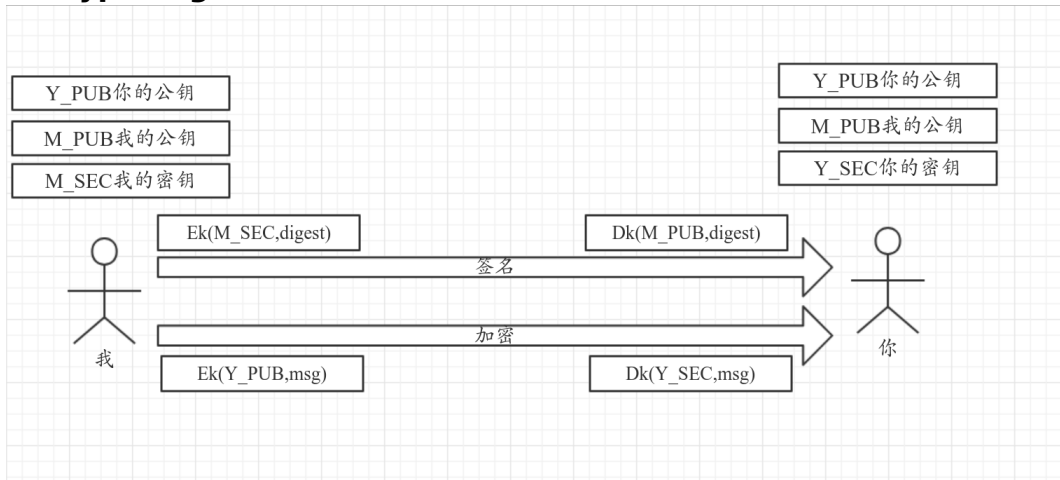 Y_PUB你的公钥
M_PUB我的公钥
M_SEC我的密钥
Y_PUB你的公钥
M_PUB我的公钥
Y_SEC你的密钥
Ek(M_SEC,digest)
Dk(M_PUB,digest)
签名
加密
我
你
Ek(Y_PUB,msg)
Dk(Y_SEC,msg)